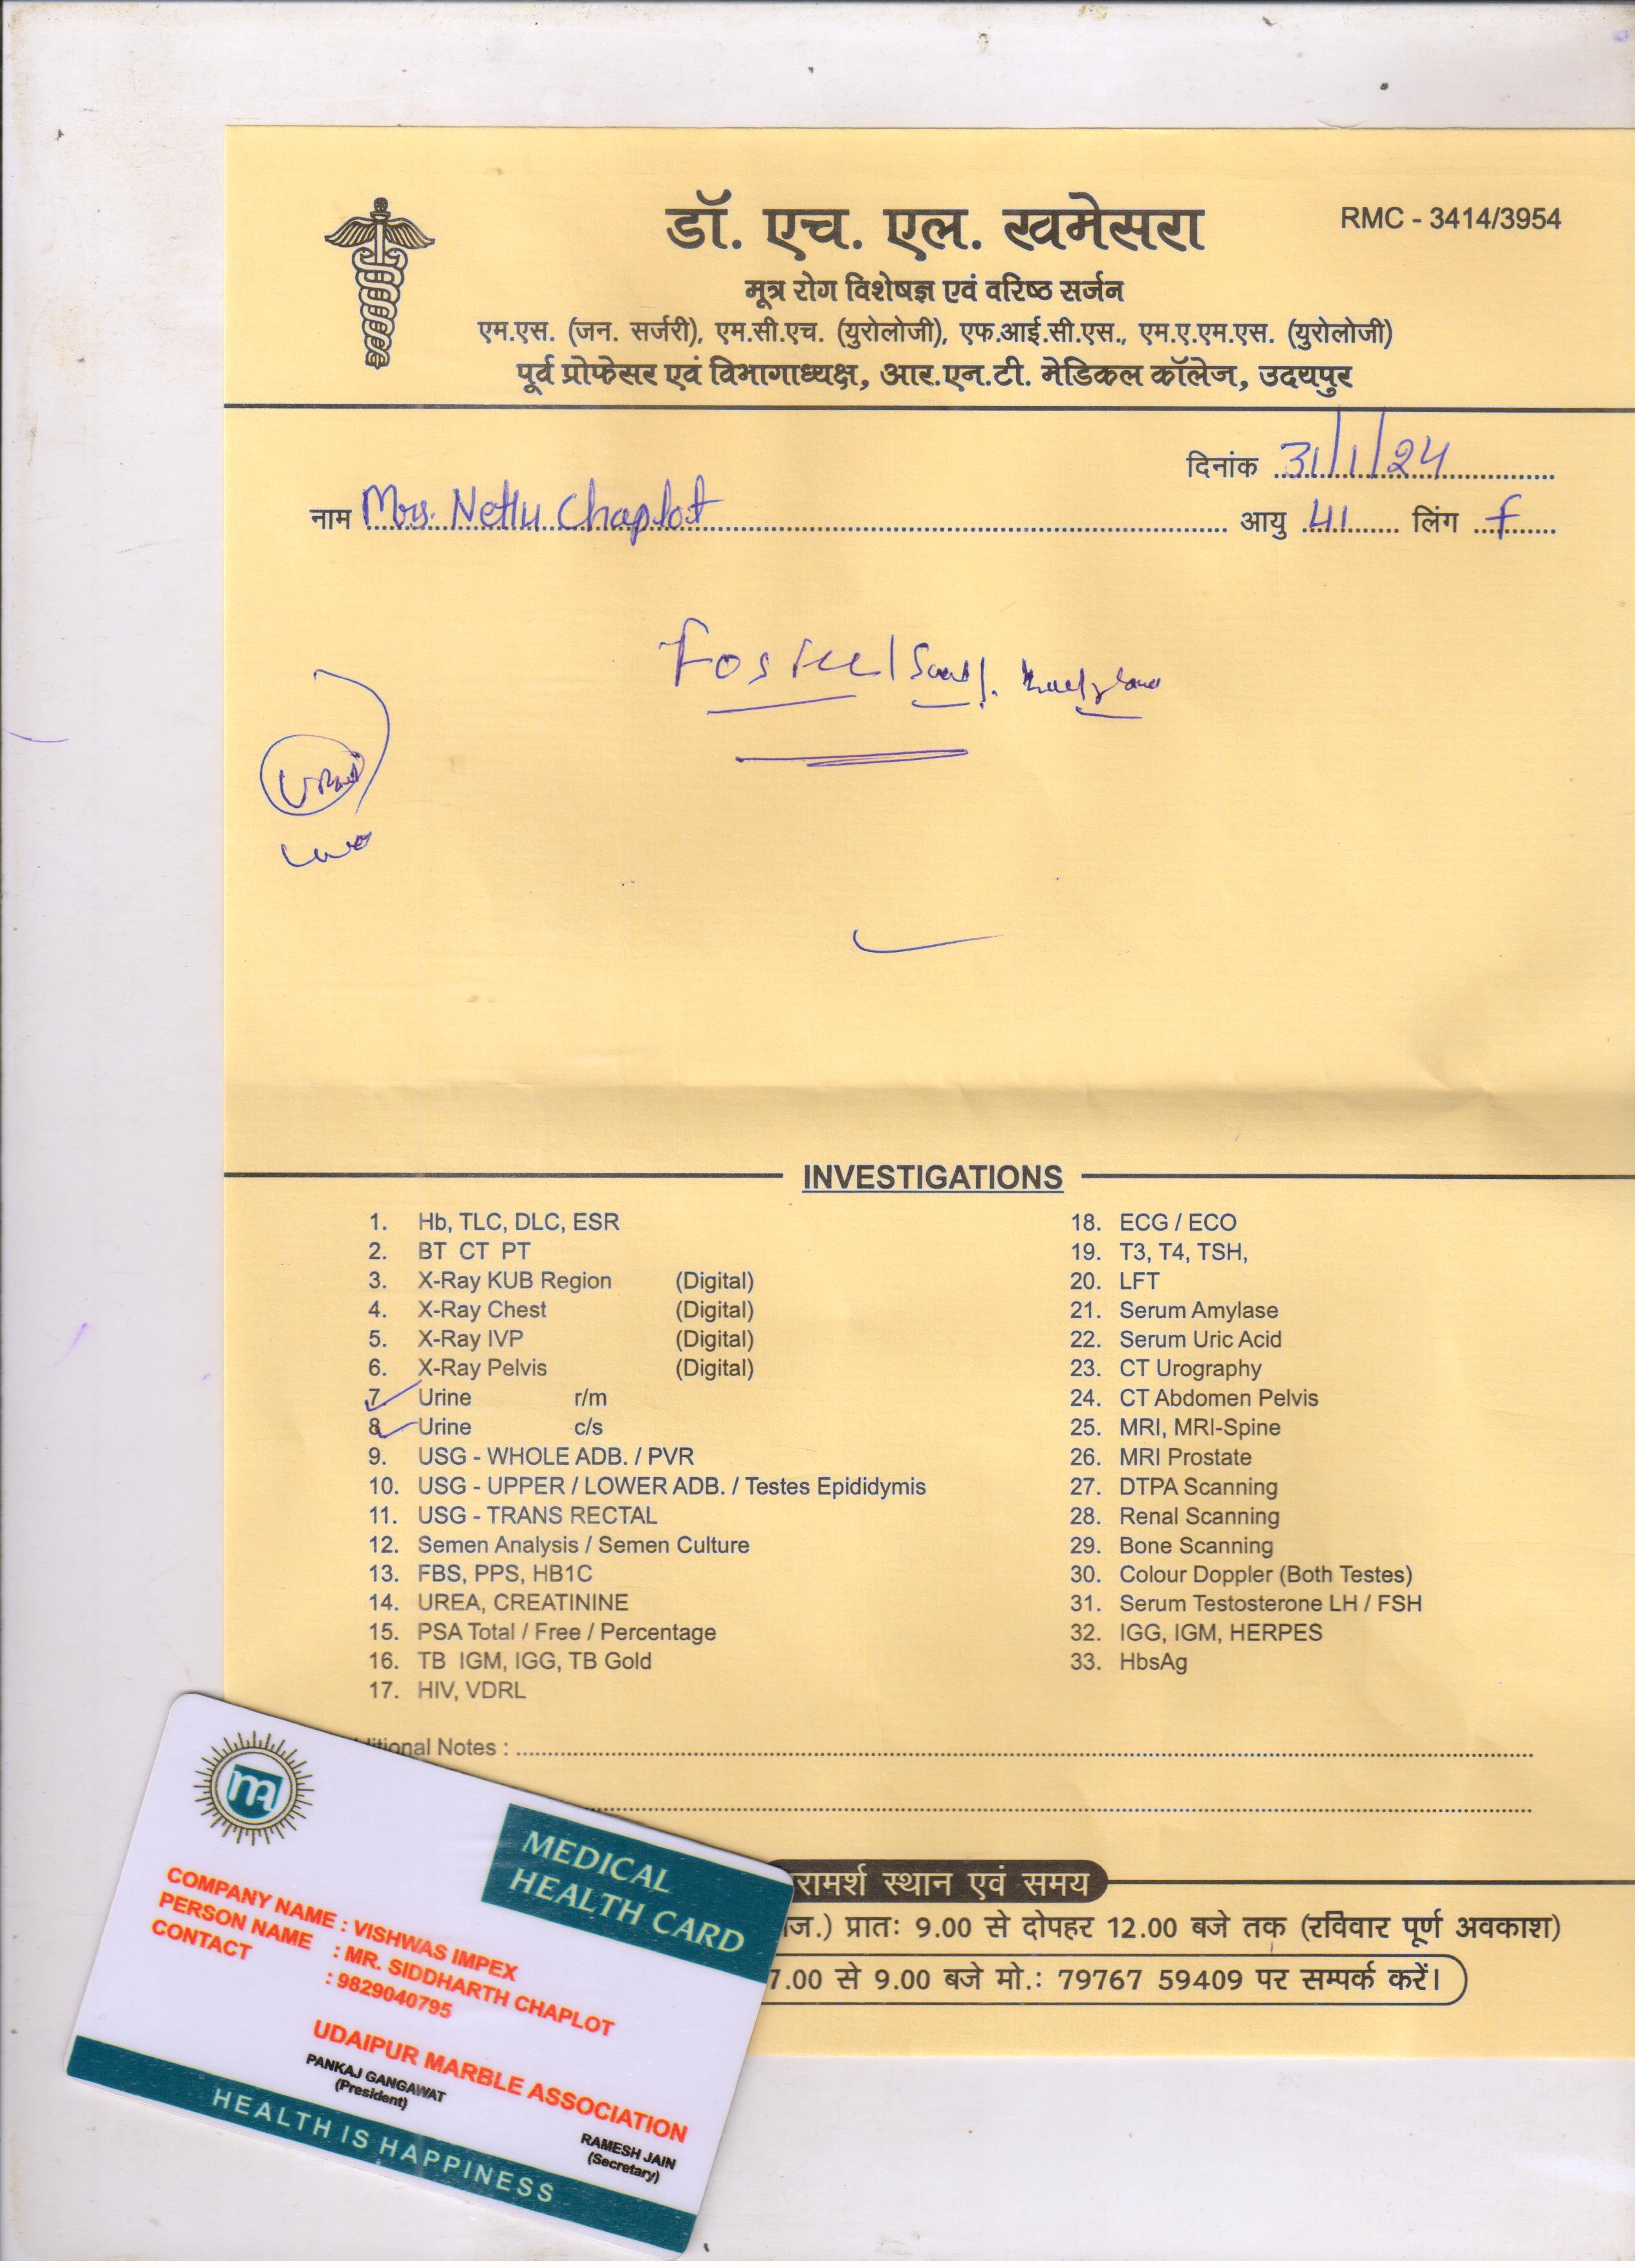 डॉ. एच. एल. खमेसरा
RMC - 3414/3954
मूत्र रोग विशेषज्ञ एवं वरिष्ठ सर्जन
एम.एस. (जन. सर्जरी), एम.सी.एच. (युरोलोजी), एफ.आई.सी.एस., एम.ए.एम.एस. (युरोलोजी)
पूर्व प्रोफेसर एवं विभागाध्यक्ष, आर.एन.टी. मेडिकल कॉलेज, उदयपुर
दिनांक 31/1/24
नाम Mrs. Chaplot आयु 41 लिंग f
INVESTIGATIONS
1. Hb, TLC, DLC, ESR
2. BT CT PT
3. X-Ray KUB Region (Digital)
4. X-Ray Chest (Digital)
5. X-Ray IVP (Digital)
6. X-Ray Pelvis (Digital)
7 Urine r/m
8 Urine c/s
9. USG - WHOLE ADB. / PVR
10. USG - UPPER / LOWER ADB. / Testes Epididymis
11. USG - TRANS RECTAL
12. Semen Analysis / Semen Culture
13. FBS, PPS, HB1C
14. UREA, CREATININE
15. PSA Total / Free / Percentage
16. TB IGM, IGG, TB Gold
17. HIV, VDRL
18. ECG / ECO
19. T3, T4, TSH,
20. LFT
21. Serum Amylase
22. Serum Uric Acid
23. CT Urography
24. CT Abdomen Pelvis
25. MRI, MRI-Spine
26. MRI Prostate
27. DTPA Scanning
28. Renal Scanning
29. Bone Scanning
30. Colour Doppler (Both Testes)
31. Serum Testosterone LH / FSH
32. IGG, IGM, HERPES
33. HbsAg
Notes :
स्थान एवं समय
प्रातः 9.00 से दोपहर 12.00 बजे तक (रविवार पूर्ण अवकाश)
7.00 से 9.00 बजे मो.: 79767 59409 पर सम्पर्क करें।
MEDICAL
HEALTH CARD
COMPANY NAME : VISHWAS IMPEX
PERSON NAME : MR. SIDDHARTH CHAPLOT
CONTACT : 9829040795
UDAIPUR MARBLE ASSOCIATION
PANKAJ GANGAWAT
(President)
RAMESH JAIN
(Secretary)
HEALTH IS HAPPINESS